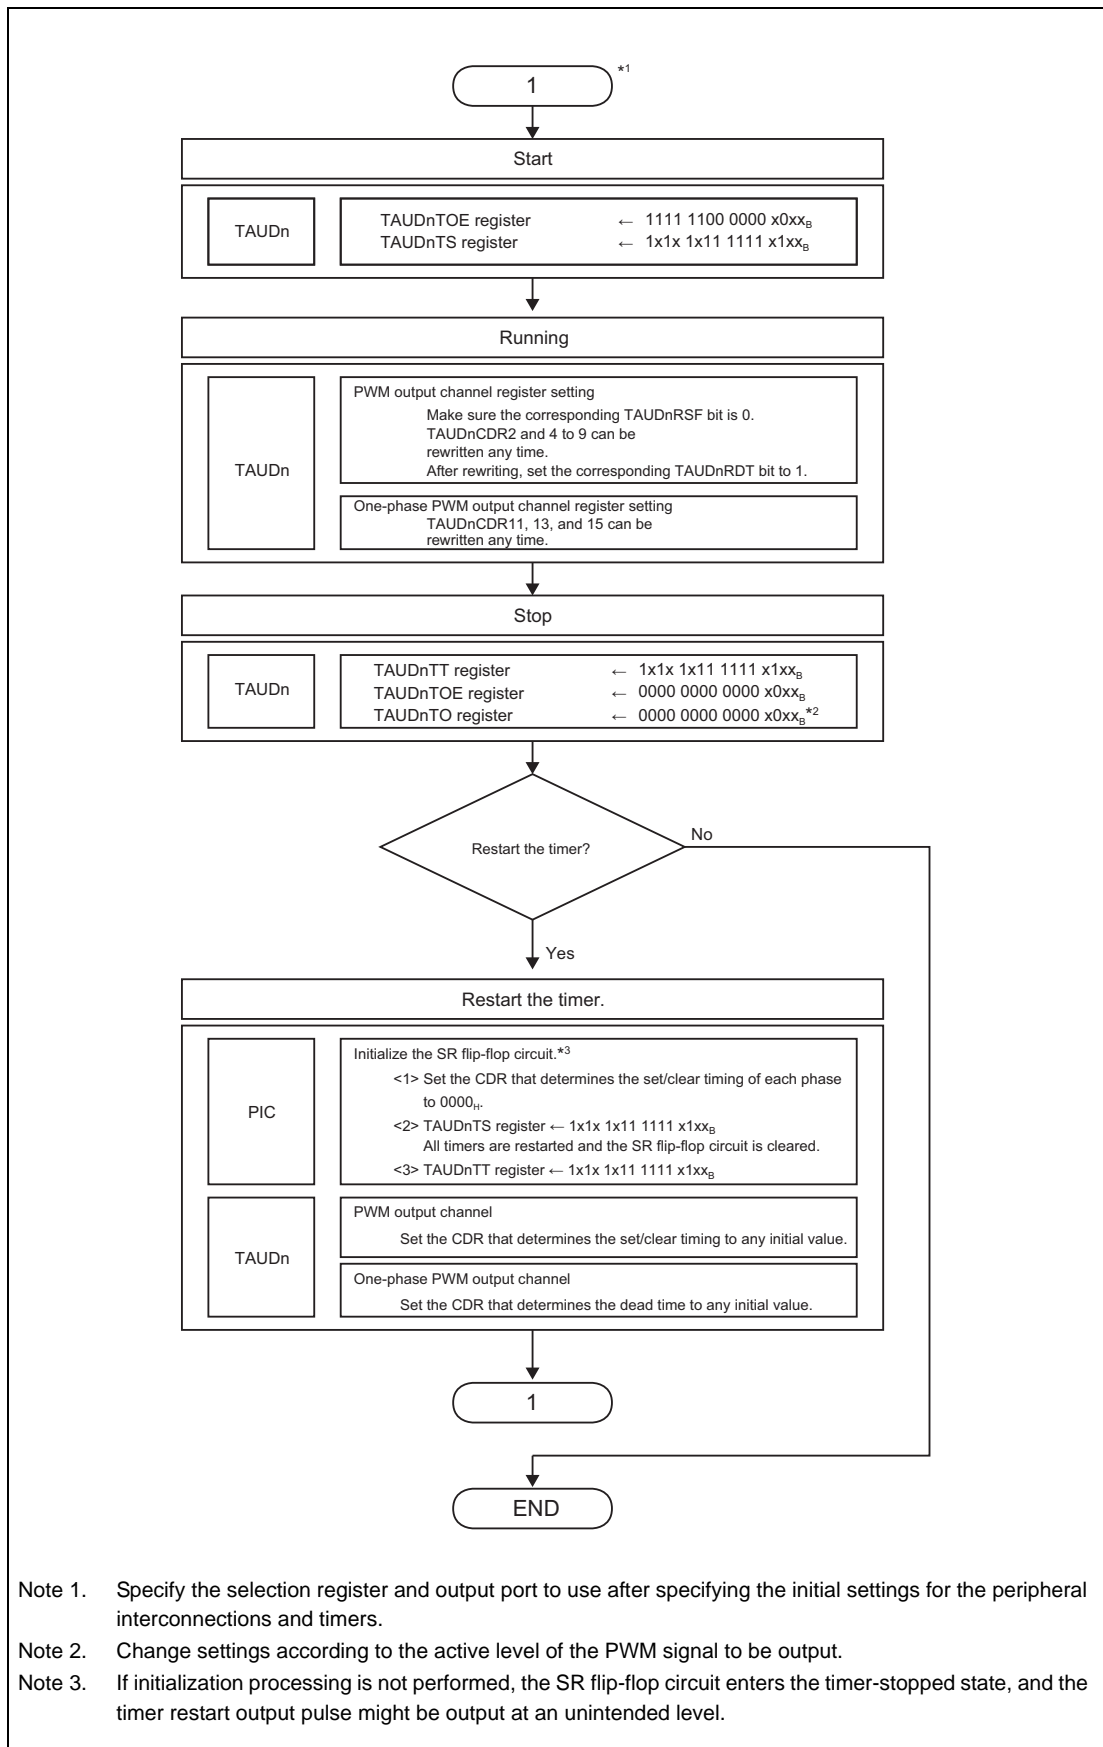 1 *1
Start
TAUDn
TAUDnTOE register ← 1111 1100 0000 x0xxB
TAUDnTS register ← 1x1x 1x11 1111 x1xxB
Running
TAUDn
PWM output channel register setting
Make sure the corresponding TAUDnRSF bit is 0.
TAUDnCDR2 and 4 to 9 can be
rewritten any time.
After rewriting, set the corresponding TAUDnRDT bit to 1.
One-phase PWM output channel register setting
TAUDnCDR11, 13, and 15 can be
rewritten any time.
Stop
TAUDn
TAUDnTT register ← 1x1x 1x11 1111 x1xxB
TAUDnTOE register ← 0000 0000 0000 x0xxB
TAUDnTO register ← 0000 0000 0000 x0xxB*2
Restart the timer?
No
Yes
Restart the timer.
PIC
Initialize the SR flip-flop circuit.*3
<1> Set the CDR that determines the set/clear timing of each phase
to 0000H.
<2> TAUDnTS register ← 1x1x 1x11 1111 x1xxB
All timers are restarted and the SR flip-flop circuit is cleared.
<3> TAUDnTT register ← 1x1x 1x11 1111 x1xxB
TAUDn
PWM output channel
Set the CDR that determines the set/clear timing to any initial value.
One-phase PWM output channel
Set the CDR that determines the dead time to any initial value.
1
END
Note 1. Specify the selection register and output port to use after specifying the initial settings for the peripheral
interconnections and timers.
Note 2. Change settings according to the active level of the PWM signal to be output.
Note 3. If initialization processing is not performed, the SR flip-flop circuit enters the timer-stopped state, and the
timer restart output pulse might be output at an unintended level.